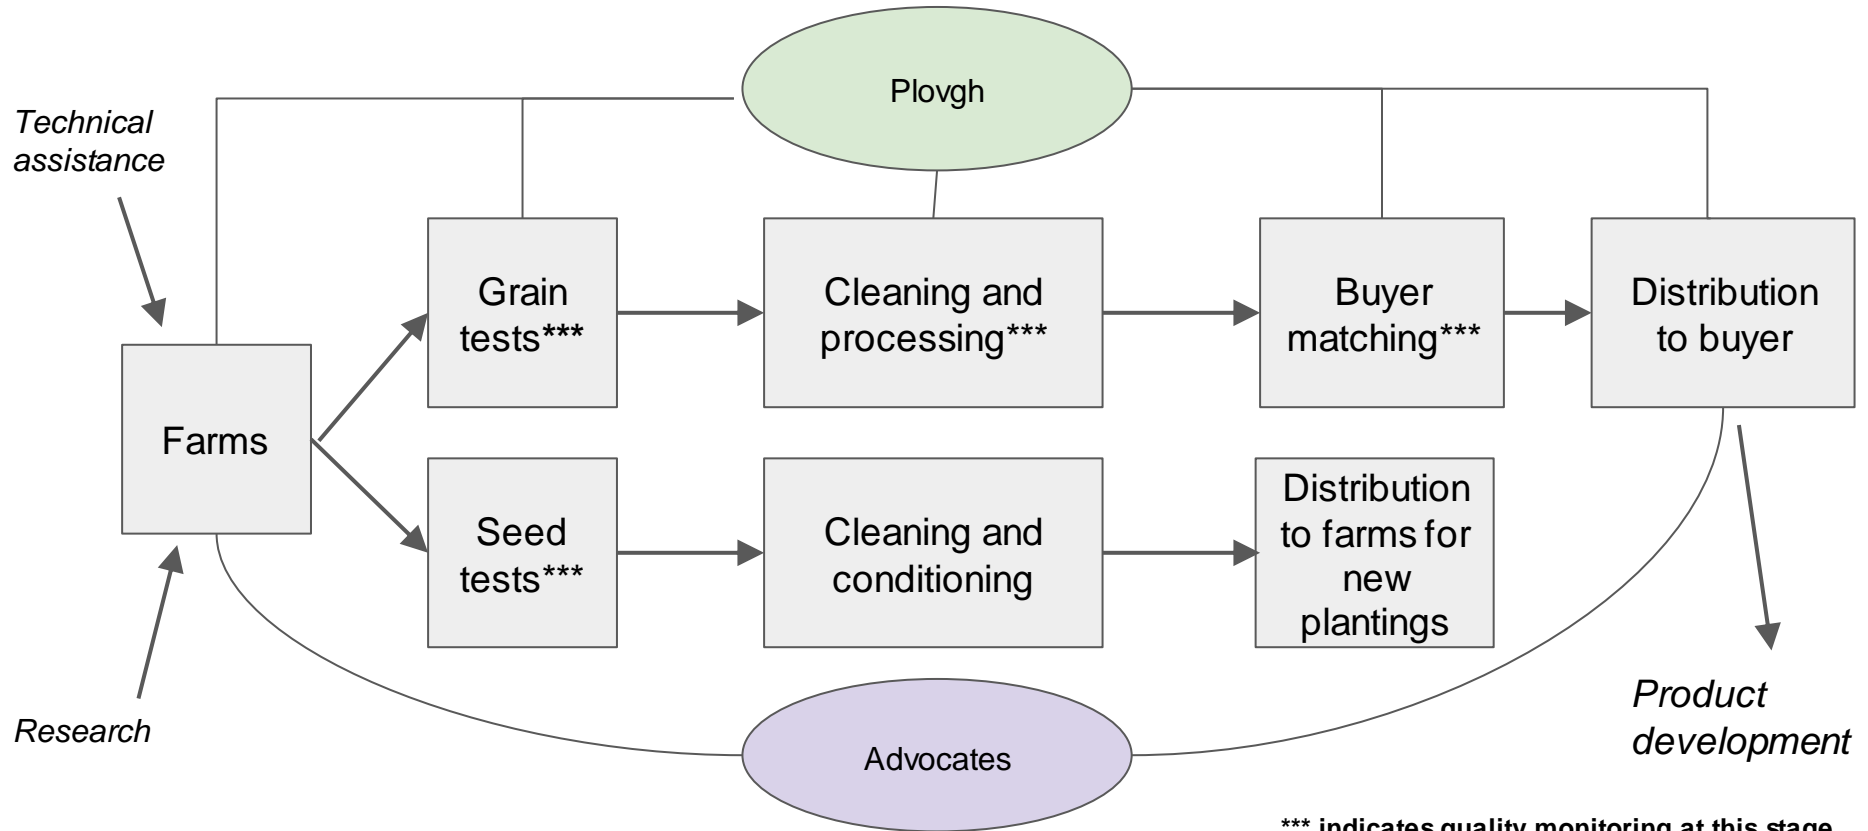 Plovgh
Technical
assistance
Grain
tests***
Cleaning and
processing***
Buyer
matching***
Distribution
to buyer
Farms
Seed
tests***
Cleaning and
conditioning
Distribution
to farms for
new
plantings
Research
Advocates
Product
development
*** indicates quality monitoring at this stage